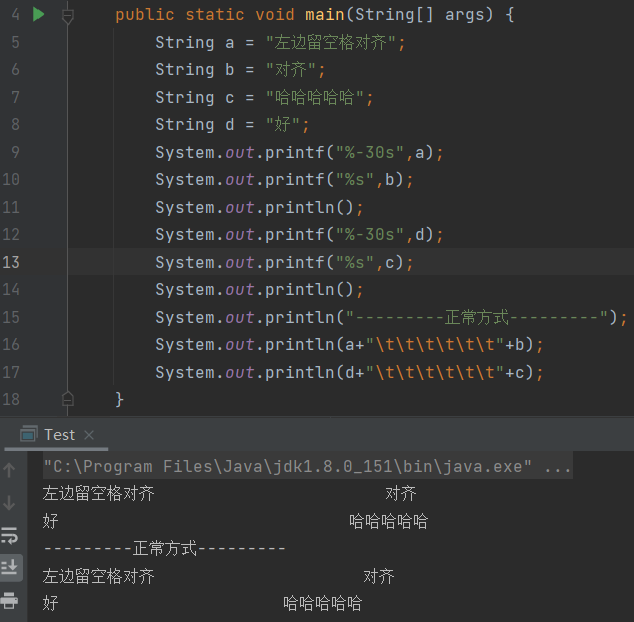 4 public static void main(String[] args) {
5 String a = "左边留空格对齐";
6 String b = "对齐";
7 String c = "哈哈哈哈哈";
8 String d = "好";
9 System.out.printf("%-30s",a);
10 System.out.printf("%s",b);
11 System.out.println();
12 System.out.printf("%-30s",d);
13 System.out.printf("%s",c);
14 System.out.println();
15 System.out.println("---------正常方式---------");
16 System.out.println(a+"\t\t\t\t\t\t"+b);
17 System.out.println(d+"\t\t\t\t\t\t"+c);
18 }
Test
"C:\Program Files\Java\jdk1.8.0_151\bin\java.exe" ...
左边留空格对齐 对齐
好 哈哈哈哈哈
---------正常方式---------
左边留空格对齐 对齐
好 哈哈哈哈哈